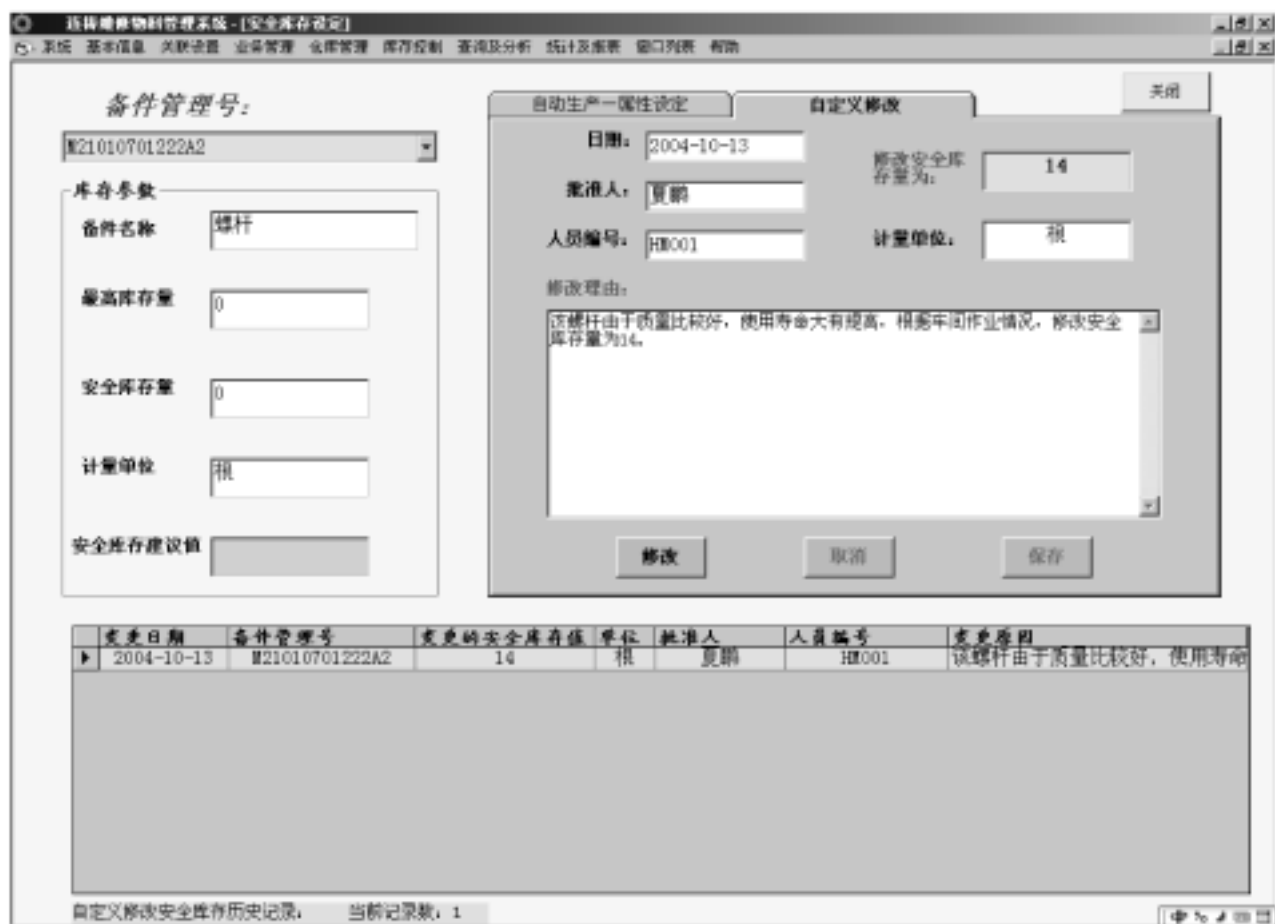 维修物料管理系统 - [安全库存设定]
系统 基本信息 关联设置 业务管理 仓库管理 库存控制 查询及分析 统计及报表 窗口列表 帮助
关闭
备件管理号：
M21010701222A2
库存参数
备件名称 螺杆
最高库存量 0
安全库存量 0
计量单位 根
安全库存建议值
自动生产—属性设定 自定义修改
日期： 2004-10-13
修改安全库
存量为： 14
批准人： 夏鹏
人员编号： HM001
计量单位： 根
修改理由：
该螺杆由于质量比较好，使用寿命大有提高，根据车间作业情况，修改安全
库存量为14。
修改 取消 保存
变更日期 备件管理号 变更的安全库存值 单位 批准人 人员编号 变更原因
2004-10-13 M21010701222A2 14 根 夏鹏 HM001 该螺杆由于质量比较好，使用寿命
自定义修改安全库存历史记录： 当前记录数：1